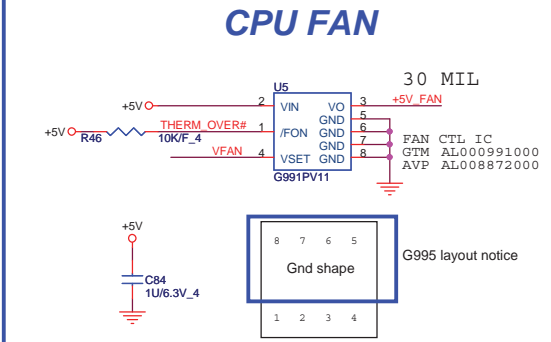 CPU FAN
U5
30 MIL
+5V 2 VIN VO 3 +5V_FAN
GND 5
+5V R46 10K/F_4 THERM_OVER# 1 /FON GND 6
GND 7
VFAN 4 VSET GND 8
G991PV11
FAN CTL IC
GTM AL000991000
AVP AL008872000
+5V
C84
1U/6.3V_4
8 7 6 5
Gnd shape
1 2 3 4
G995 layout notice